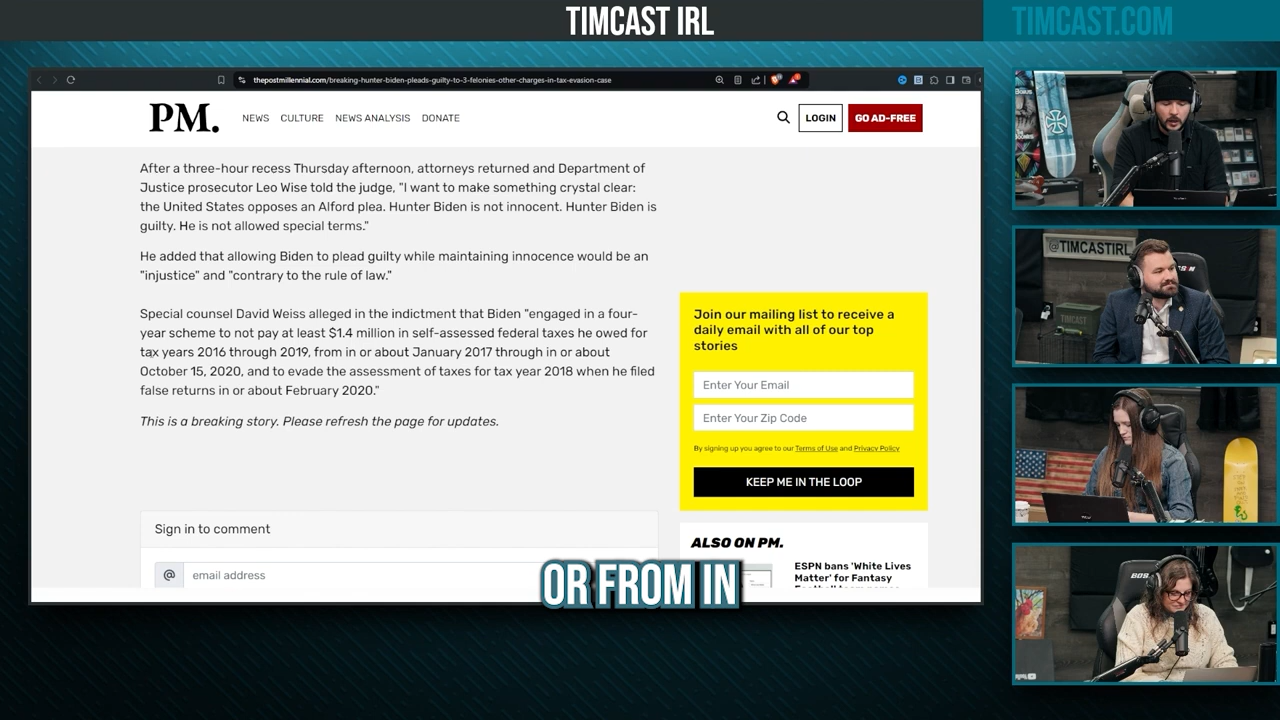 TIMCAST IRL
TIMCAST.COM
thepostmillennial.com/breaking-hunter-biden-pleads-guilty-to-3-felonies-other-charges-in-tax-evasion-case
PM.
NEWS
CULTURE
NEWS ANALYSIS
DONATE
LOGIN
GO AD-FREE
After a three-hour recess Thursday afternoon, attorneys returned and Department of
Justice prosecutor Leo Wise told the judge, "I want to make something crystal clear:
the United States opposes an Alford plea. Hunter Biden is not innocent. Hunter Biden is
guilty. He is not allowed special terms."
He added that allowing Biden to plead guilty while maintaining innocence would be an
"injustice" and "contrary to the rule of law."
Special counsel David Weiss alleged in the indictment that Biden "engaged in a four-
year scheme to not pay at least $1.4 million in self-assessed federal taxes he owed for
tax years 2016 through 2019, from in or about January 2017 through in or about
October 15, 2020, and to evade the assessment of taxes for tax year 2018 when he filed
false returns in or about February 2020."
This is a breaking story. Please refresh the page for updates.
Sign in to comment
@ email address
Join our mailing list to receive a
daily email with all of our top
stories
Enter Your Email
Enter Your Zip Code
By signing up you agree to our Terms of Use and Privacy Policy
KEEP ME IN THE LOOP
ALSO ON PM.
ESPN bans 'White Lives
Matter' for Fantasy
Football team names
OR FROM IN
@TIMCASTIRL
TIMCAST
BOSE